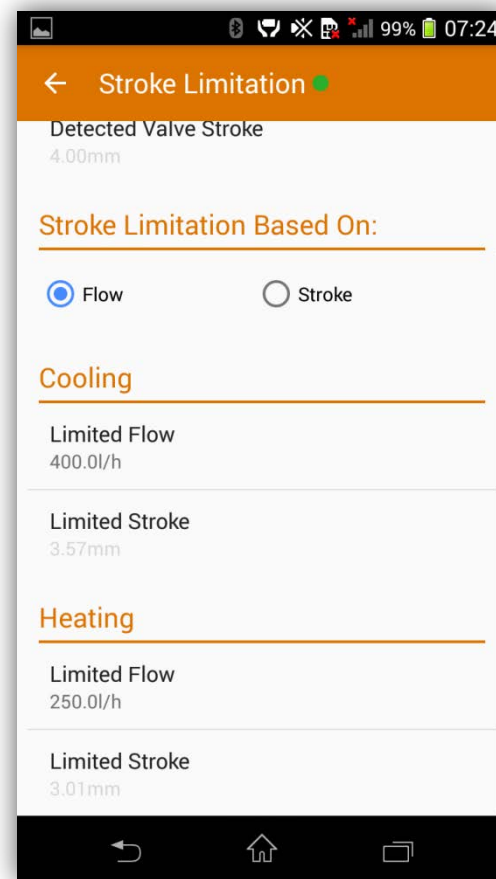 99% 07:24
Stroke Limitation
Detected Valve Stroke
4.00mm
Stroke Limitation Based On:
Flow Stroke
Cooling
Limited Flow
400.0l/h
Limited Stroke
3.57mm
Heating
Limited Flow
250.0l/h
Limited Stroke
3.01mm